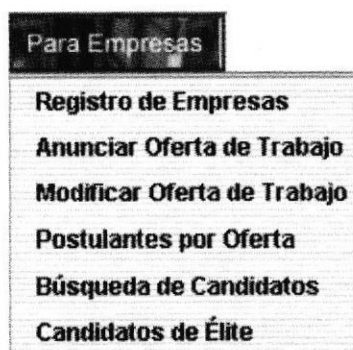 Para Empresas
Registro de Empresas
Anunciar Oferta de Trabajo
Modificar Oferta de Trabajo
Postulantes por Oferta
Búsqueda de Candidatos
Candidatos de Élite